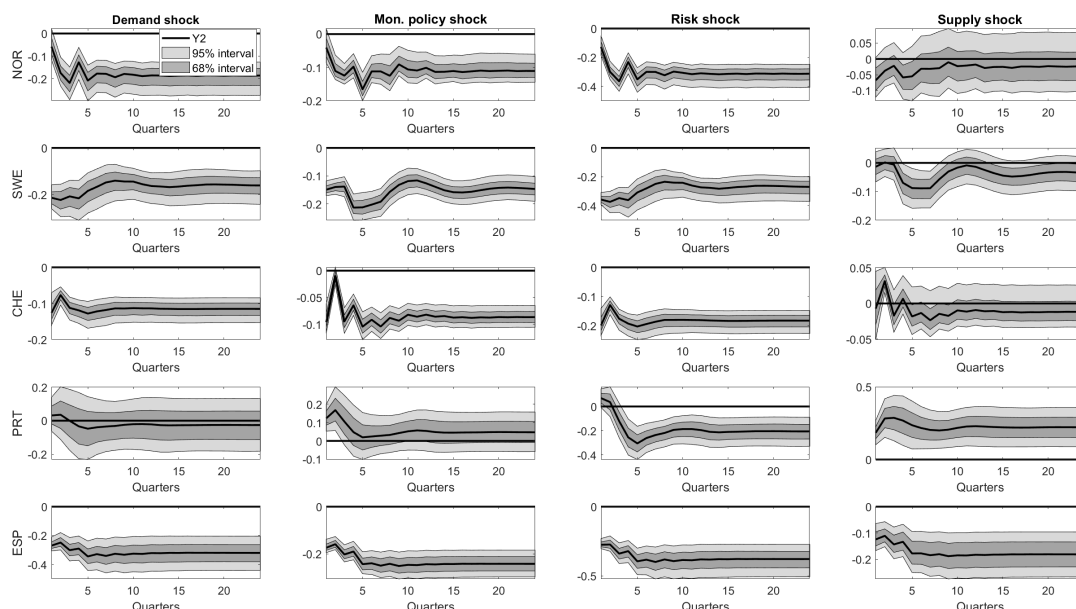 Demand shock Mon. policy shock Risk shock Supply shock
Y2
95% interval
68% interval
NOR
0 -0.1 -0.2
0 -0.1 -0.2
0 -0.2 -0.4
0.05 0 -0.05 -0.1
5 10 15 20 5 10 15 20 5 10 15 20 5 10 15 20
Quarters Quarters Quarters Quarters
SWE
0 -0.2
0 -0.1 -0.2
0 -0.2 -0.4
0 -0.1 -0.2
5 10 15 20 5 10 15 20 5 10 15 20 5 10 15 20
Quarters Quarters Quarters Quarters
CHE
0 -0.1 -0.2
0 -0.05 -0.1
0 -0.1 -0.2
0.05 0 -0.05
5 10 15 20 5 10 15 20 5 10 15 20 5 10 15 20
Quarters Quarters Quarters Quarters
PRT
0.2 0 -0.2
0.2 0.1 0 -0.1
0 -0.2 -0.4
0.5 0
5 10 15 20 5 10 15 20 5 10 15 20 5 10 15 20
Quarters Quarters Quarters Quarters
ESP
0 -0.2 -0.4
0 -0.2
0 -0.5
0 -0.1 -0.2
5 10 15 20 5 10 15 20 5 10 15 20 5 10 15 20
Quarters Quarters Quarters Quarters